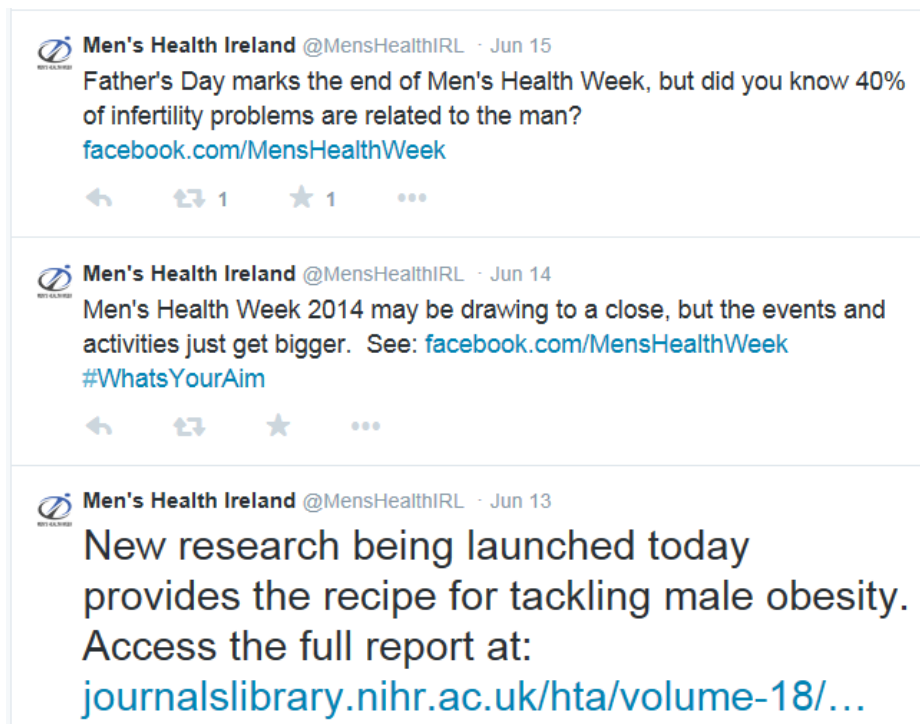 Men's Health Ireland @MensHealthIRL · Jun 15
Father's Day marks the end of Men's Health Week, but did you know 40%
of infertility problems are related to the man?
facebook.com/MensHealthWeek
1 1
Men's Health Ireland @MensHealthIRL · Jun 14
Men's Health Week 2014 may be drawing to a close, but the events and
activities just get bigger.  See: facebook.com/MensHealthWeek
#WhatsYourAim
Men's Health Ireland @MensHealthIRL · Jun 13
New research being launched today
provides the recipe for tackling male obesity.
Access the full report at:
journalslibrary.nihr.ac.uk/hta/volume-18/...